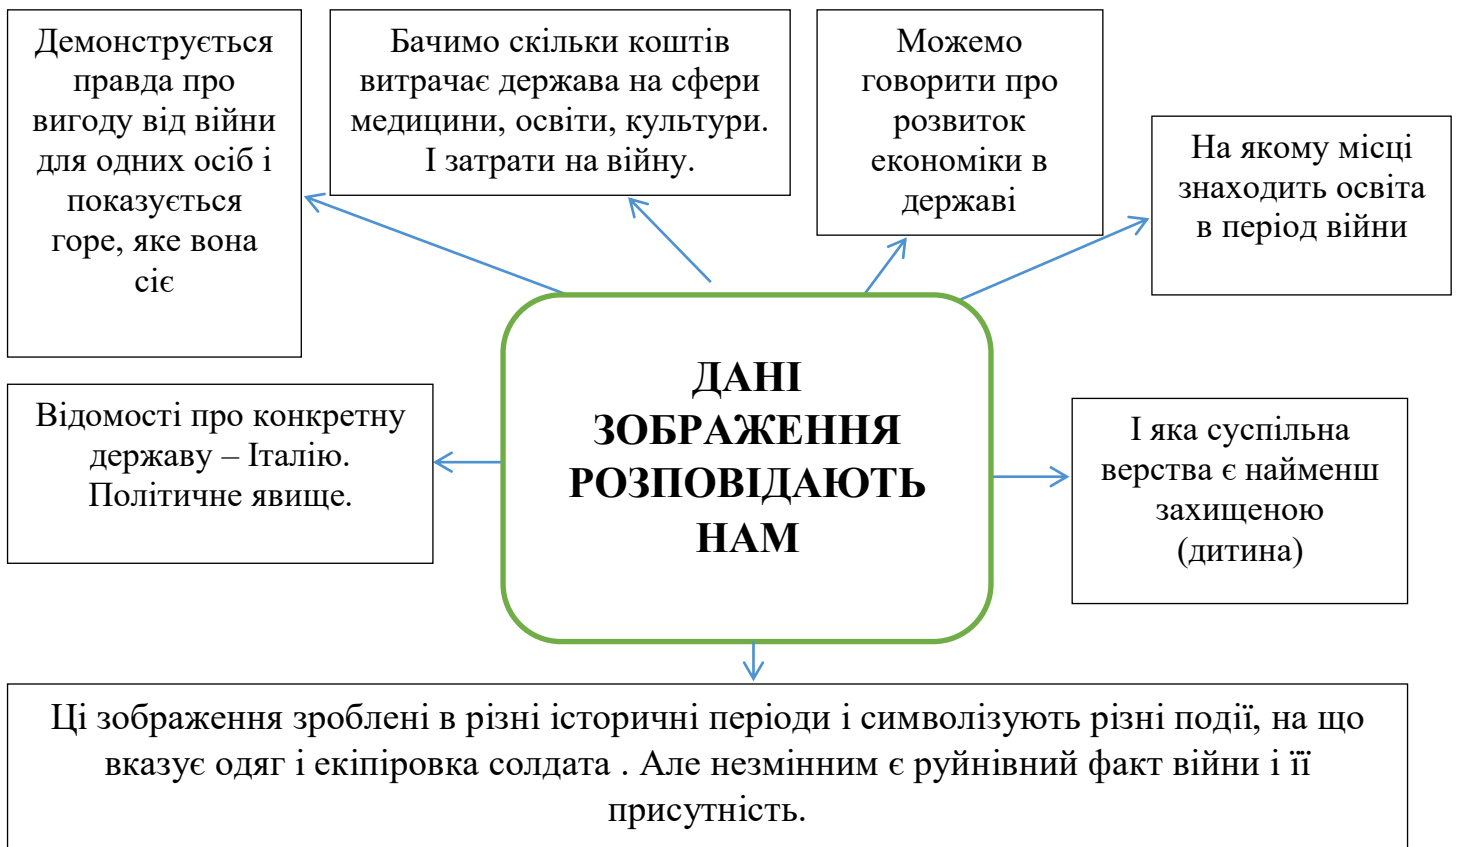 Демонструється
правда про
вигоду від війни
для одних осіб і
показується
горе, яке вона
сіє
Бачимо скільки коштів
витрачає держава на сфери
медицини, освіти, культури.
І затрати на війну.
Можемо
говорити про
розвиток
економіки в
державі
На якому місці
знаходить освіта
в період війни
Відомості про конкретну
державу – Італію.
Політичне явище.
ДАНІ
ЗОБРАЖЕННЯ
РОЗПОВІДАЮТЬ
НАМ
І яка суспільна
верства є найменш
захищеною
(дитина)
Ці зображення зроблені в різні історичні періоди і символізують різні події, на що
вказує одяг і екіпіровка солдата . Але незмінним є руйнівний факт війни і її
присутність.